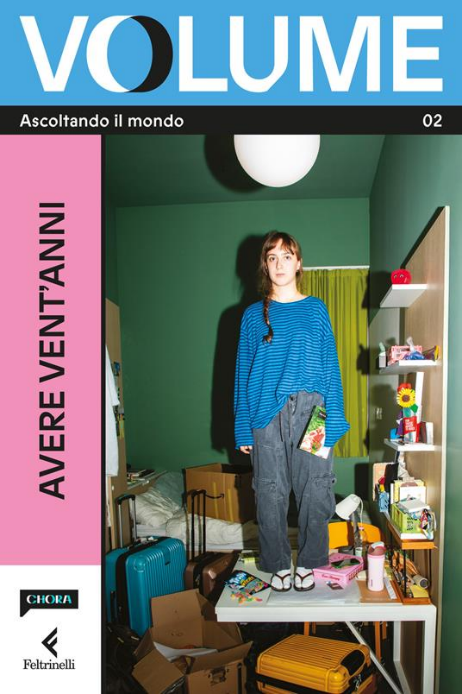 VOLUME
Ascoltando il mondo
02
AVERE VENT'ANNI
CHORA
Feltrinelli